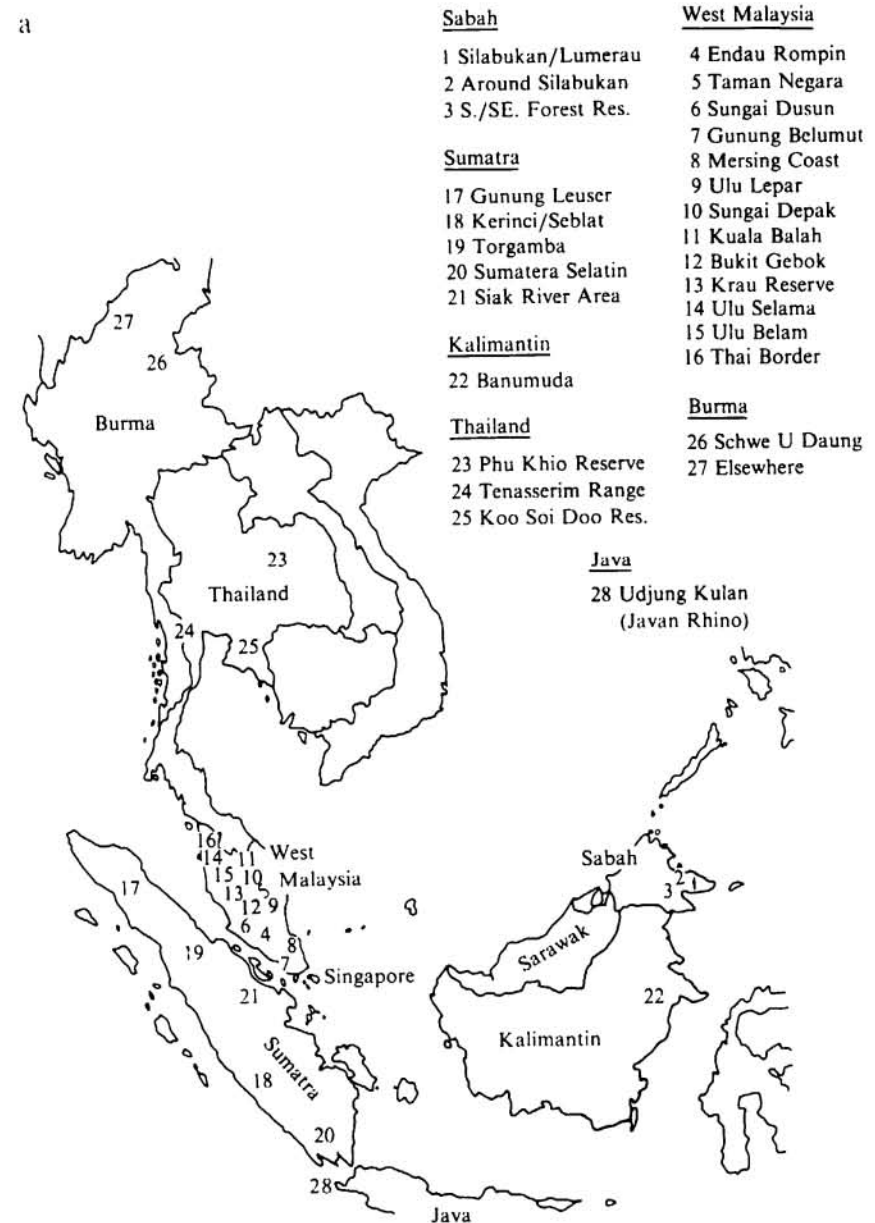 a
Sabah
1 Silabukan/Lumerau
2 Around Silabukan
3 S./SE. Forest Res.
Sumatra
17 Gunung Leuser
18 Kerinci/Seblat
19 Torgamba
20 Sumatera Selatin
21 Siak River Area
Kalimantin
22 Banumuda
Thailand
23 Phu Khio Reserve
24 Tenasserim Range
25 Koo Soi Doo Res.
West Malaysia
4 Endau Rompin
5 Taman Negara
6 Sungai Dusun
7 Gunung Belumut
8 Mersing Coast
9 Ulu Lepar
10 Sungai Depak
11 Kuala Balah
12 Bukit Gebok
13 Krau Reserve
14 Ulu Selama
15 Ulu Belam
16 Thai Border
Burma
26 Schwe U Daung
27 Elsewhere
Java
28 Udjung Kulan
(Javan Rhino)
27
26
Burma
23
Thailand
24
25
16
14 11 West
15 10 Malaysia
13
12 9
6 4 8
7
Singapore
17
19
21
18
Sumatra
20
28
Java
Sabah
2
3 1
Sarawak
22
Kalimantin